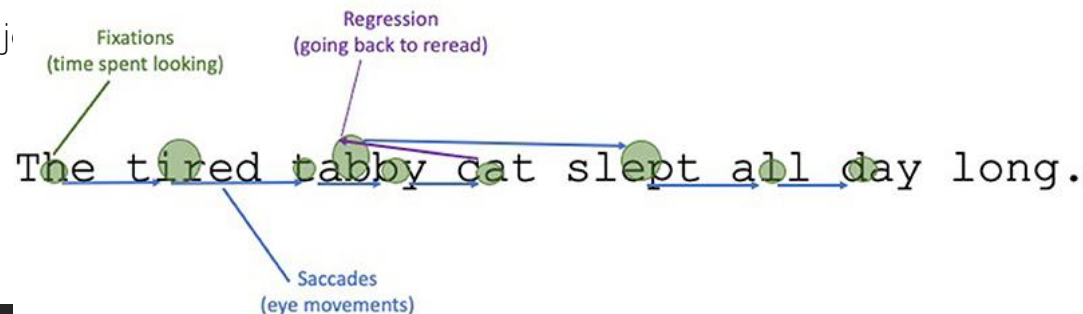 Regression
(going back to reread)
Fixations
(time spent looking)
The tired tabby cat slept all day long.
Saccades
(eye movements)